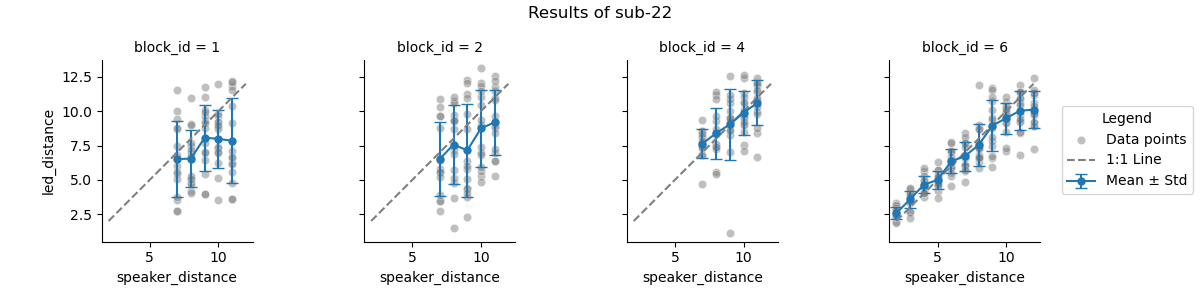 Results of sub-22
block_id = 1
block_id = 2
block_id = 4
block_id = 6
led_distance
12.5
10.0
7.5
5.0
2.5
5 10
5 10
5 10
5 10
speaker_distance
speaker_distance
speaker_distance
speaker_distance
Legend
Data points
1:1 Line
Mean ± Std